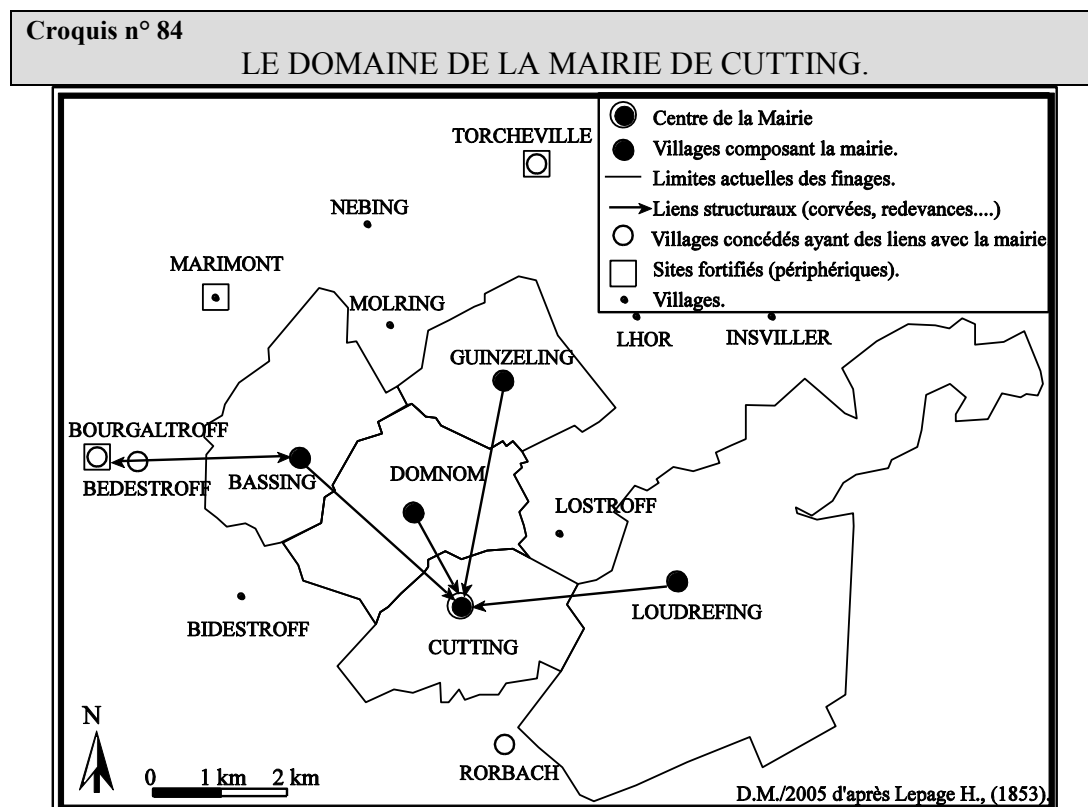 Croquis n° 84
LE DOMAINE DE LA MAIRIE DE CUTTING.
Centre de la Mairie
Villages composant la mairie.
Limites actuelles des finages.
Liens structuraux (corvées, redevances....)
Villages concédés ayant des liens avec la mairie
Sites fortifiés (périphériques).
Villages.
TORCHEVILLE
NEBING
MARIMONT
MOLRING
LHOR
INSVILLER
GUINZELING
BOURGALTROFF
BEDESTROFF
BASSING
DOMNOM
LOSTROFF
LOUDREFING
BIDESTROFF
CUTTING
RORBACH
N
0 1 km 2 km
D.M./2005 d'après Lepage H., (1853).